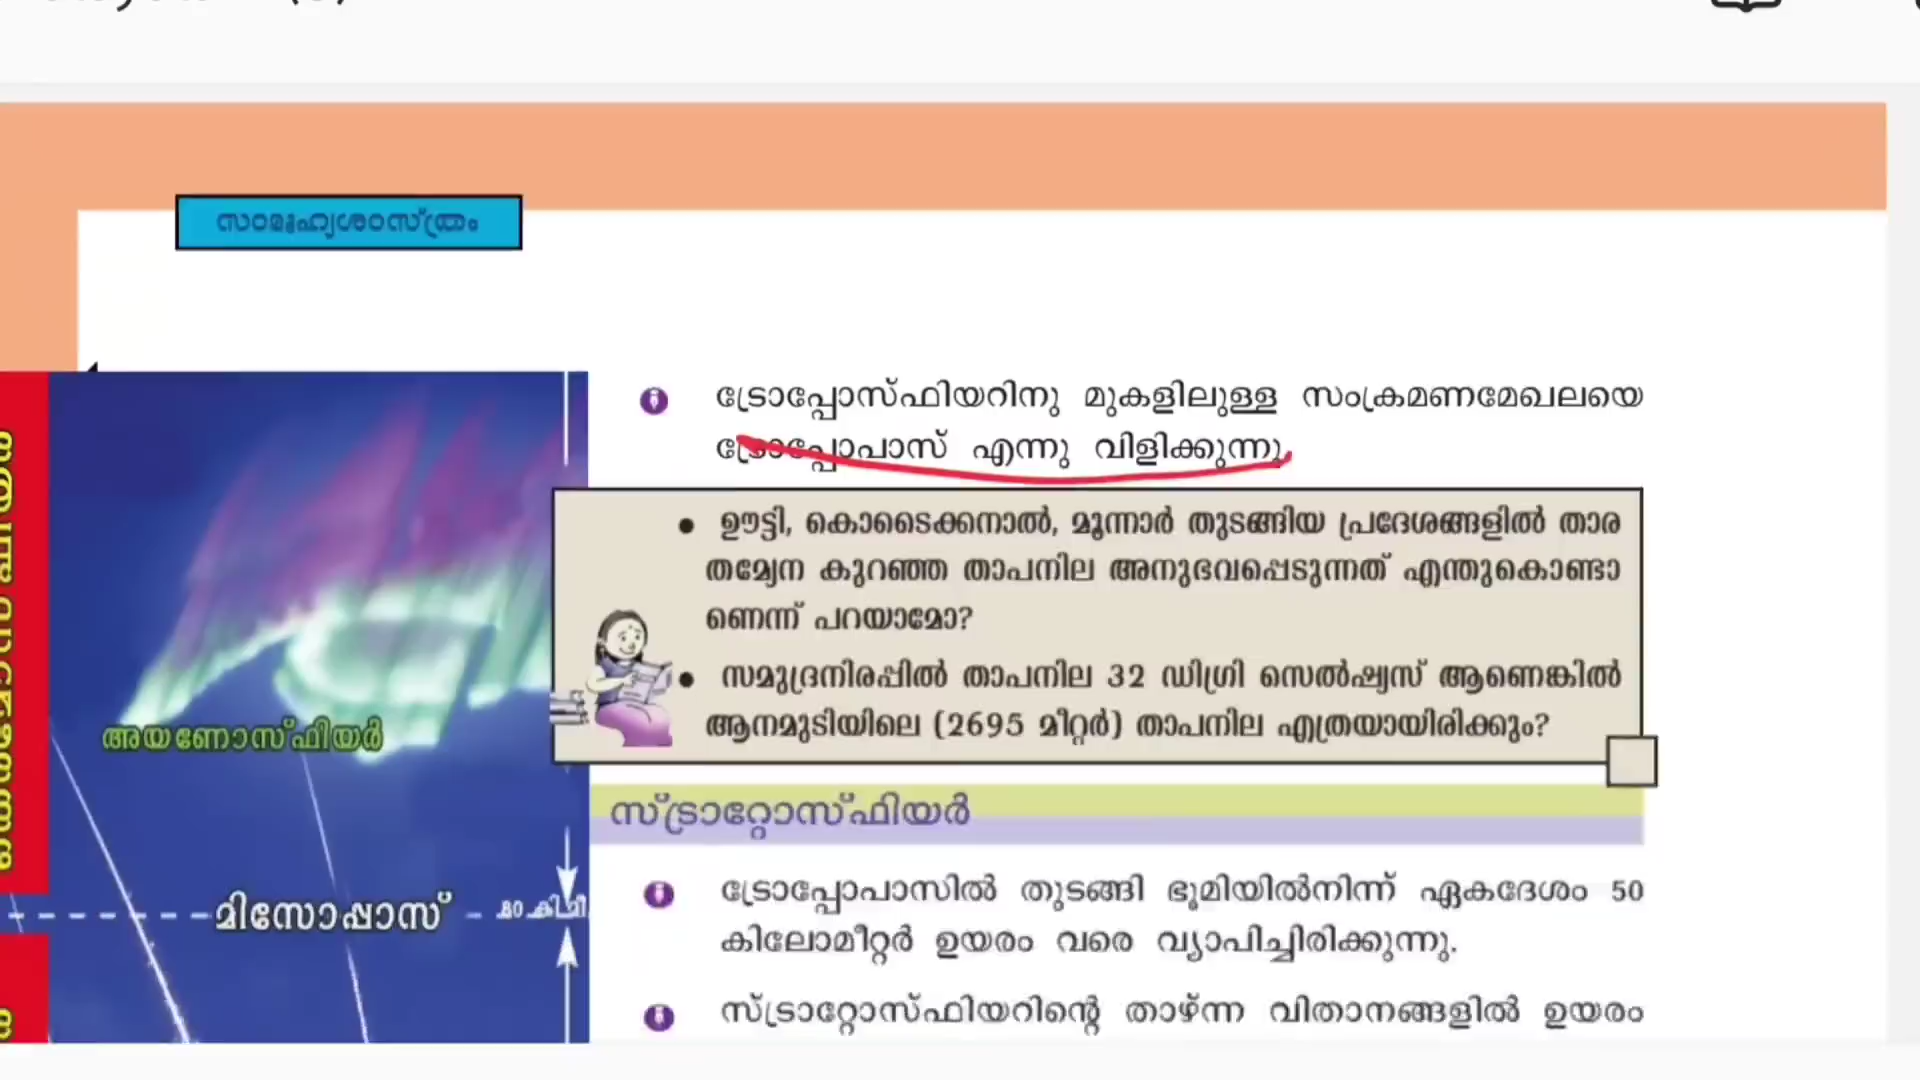 സാമൂഹ്യശാസ്ത്രം
ട്രോപ്പോസ്ഫിയറിനു മുകളിലുള്ള സംക്രമണമേഖലയെ
ട്രോപ്പോപാസ് എന്നു വിളിക്കുന്നു.
• ഊട്ടി, കൊടൈക്കനാൽ, മൂന്നാർ തുടങ്ങിയ പ്രദേശങ്ങളിൽ താര
തമ്യേന കുറഞ്ഞ താപനില അനുഭവപ്പെടുന്നത് എന്തുകൊണ്ടാ
ണെന്ന് പറയാമോ?
• സമുദ്രനിരപ്പിൽ താപനില 32 ഡിഗ്രി സെൽഷ്യസ് ആണെങ്കിൽ
ആനമുടിയിലെ (2695 മീറ്റർ) താപനില എത്രയായിരിക്കും?
അയണോസ്ഫിയർ
സ്ട്രാറ്റോസ്ഫിയർ
ട്രോപ്പോപാസിൽ തുടങ്ങി ഭൂമിയിൽനിന്ന് ഏകദേശം 50
കിലോമീറ്റർ ഉയരം വരെ വ്യാപിച്ചിരിക്കുന്നു.
മിസോപ്പാസ് 80 കി.മീ
സ്ട്രാറ്റോസ്ഫിയറിന്റെ താഴ്ന്ന വിതാനങ്ങളിൽ ഉയരം